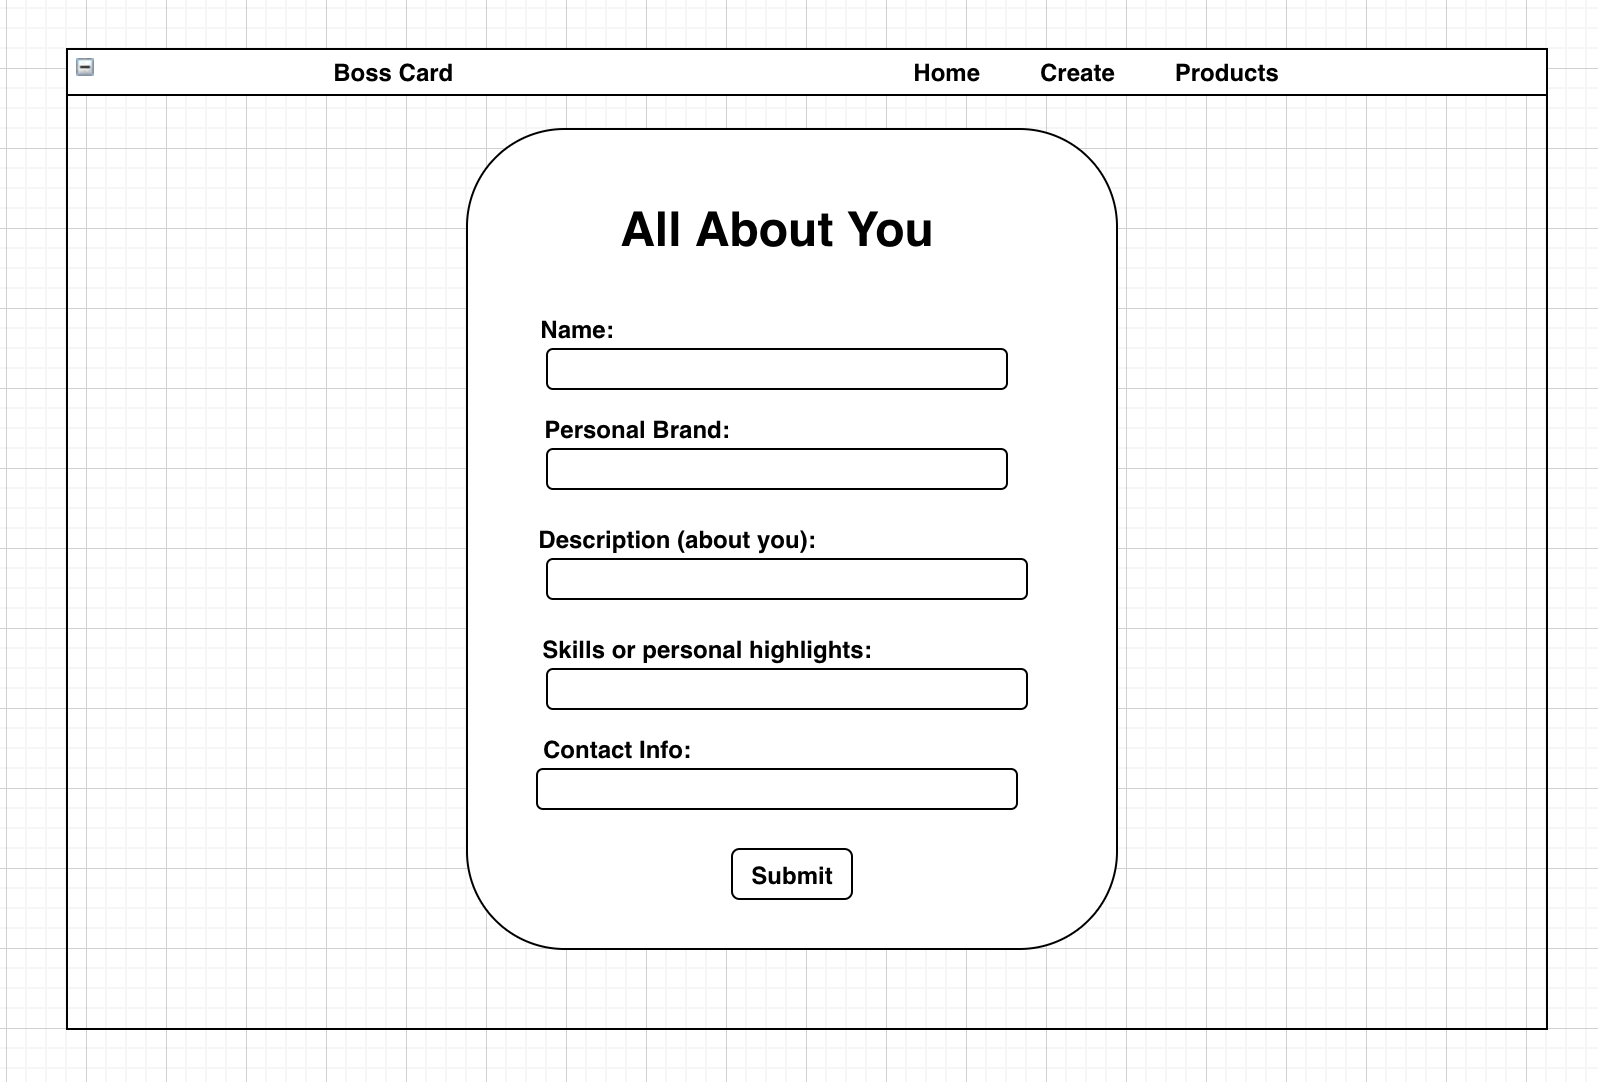 Boss Card Home Create Products
All About You
Name:
Personal Brand:
Description (about you):
Skills or personal highlights:
Contact Info:
Submit